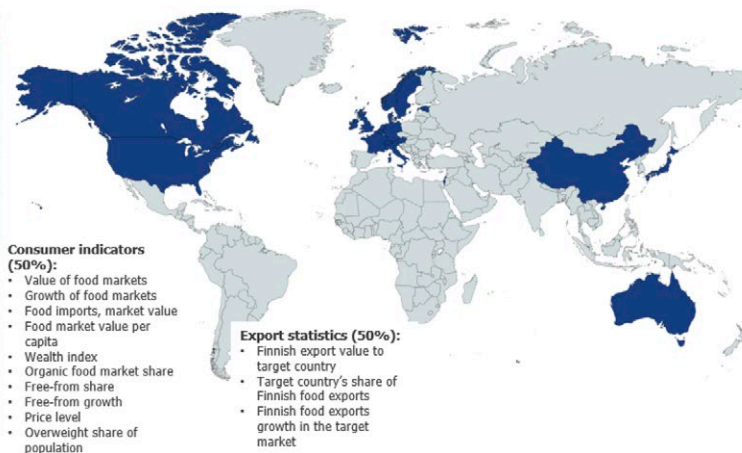 Consumer indicators
(50%):
• Value of food markets
• Growth of food markets
• Food imports, market value
• Food market value per
capita
• Wealth index
• Organic food market share
• Free-from share
• Free-from growth
• Price level
• Overweight share of
population
Export statistics (50%):
• Finnish export value to
target country
• Target country's share of
Finnish food exports
• Finnish food exports
growth in the target
market